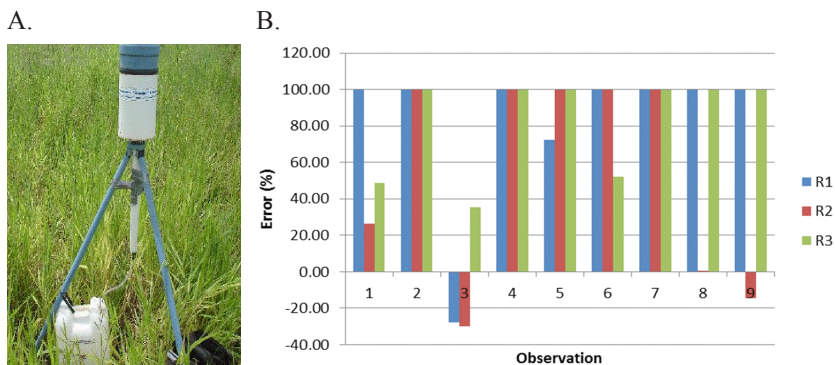 A.
B.
120.00
100.00
80.00
60.00
40.00
20.00
0.00
-20.00
-40.00
Error (%)
1 2 3 4 5 6 7 8 9
Observation
R1
R2
R3